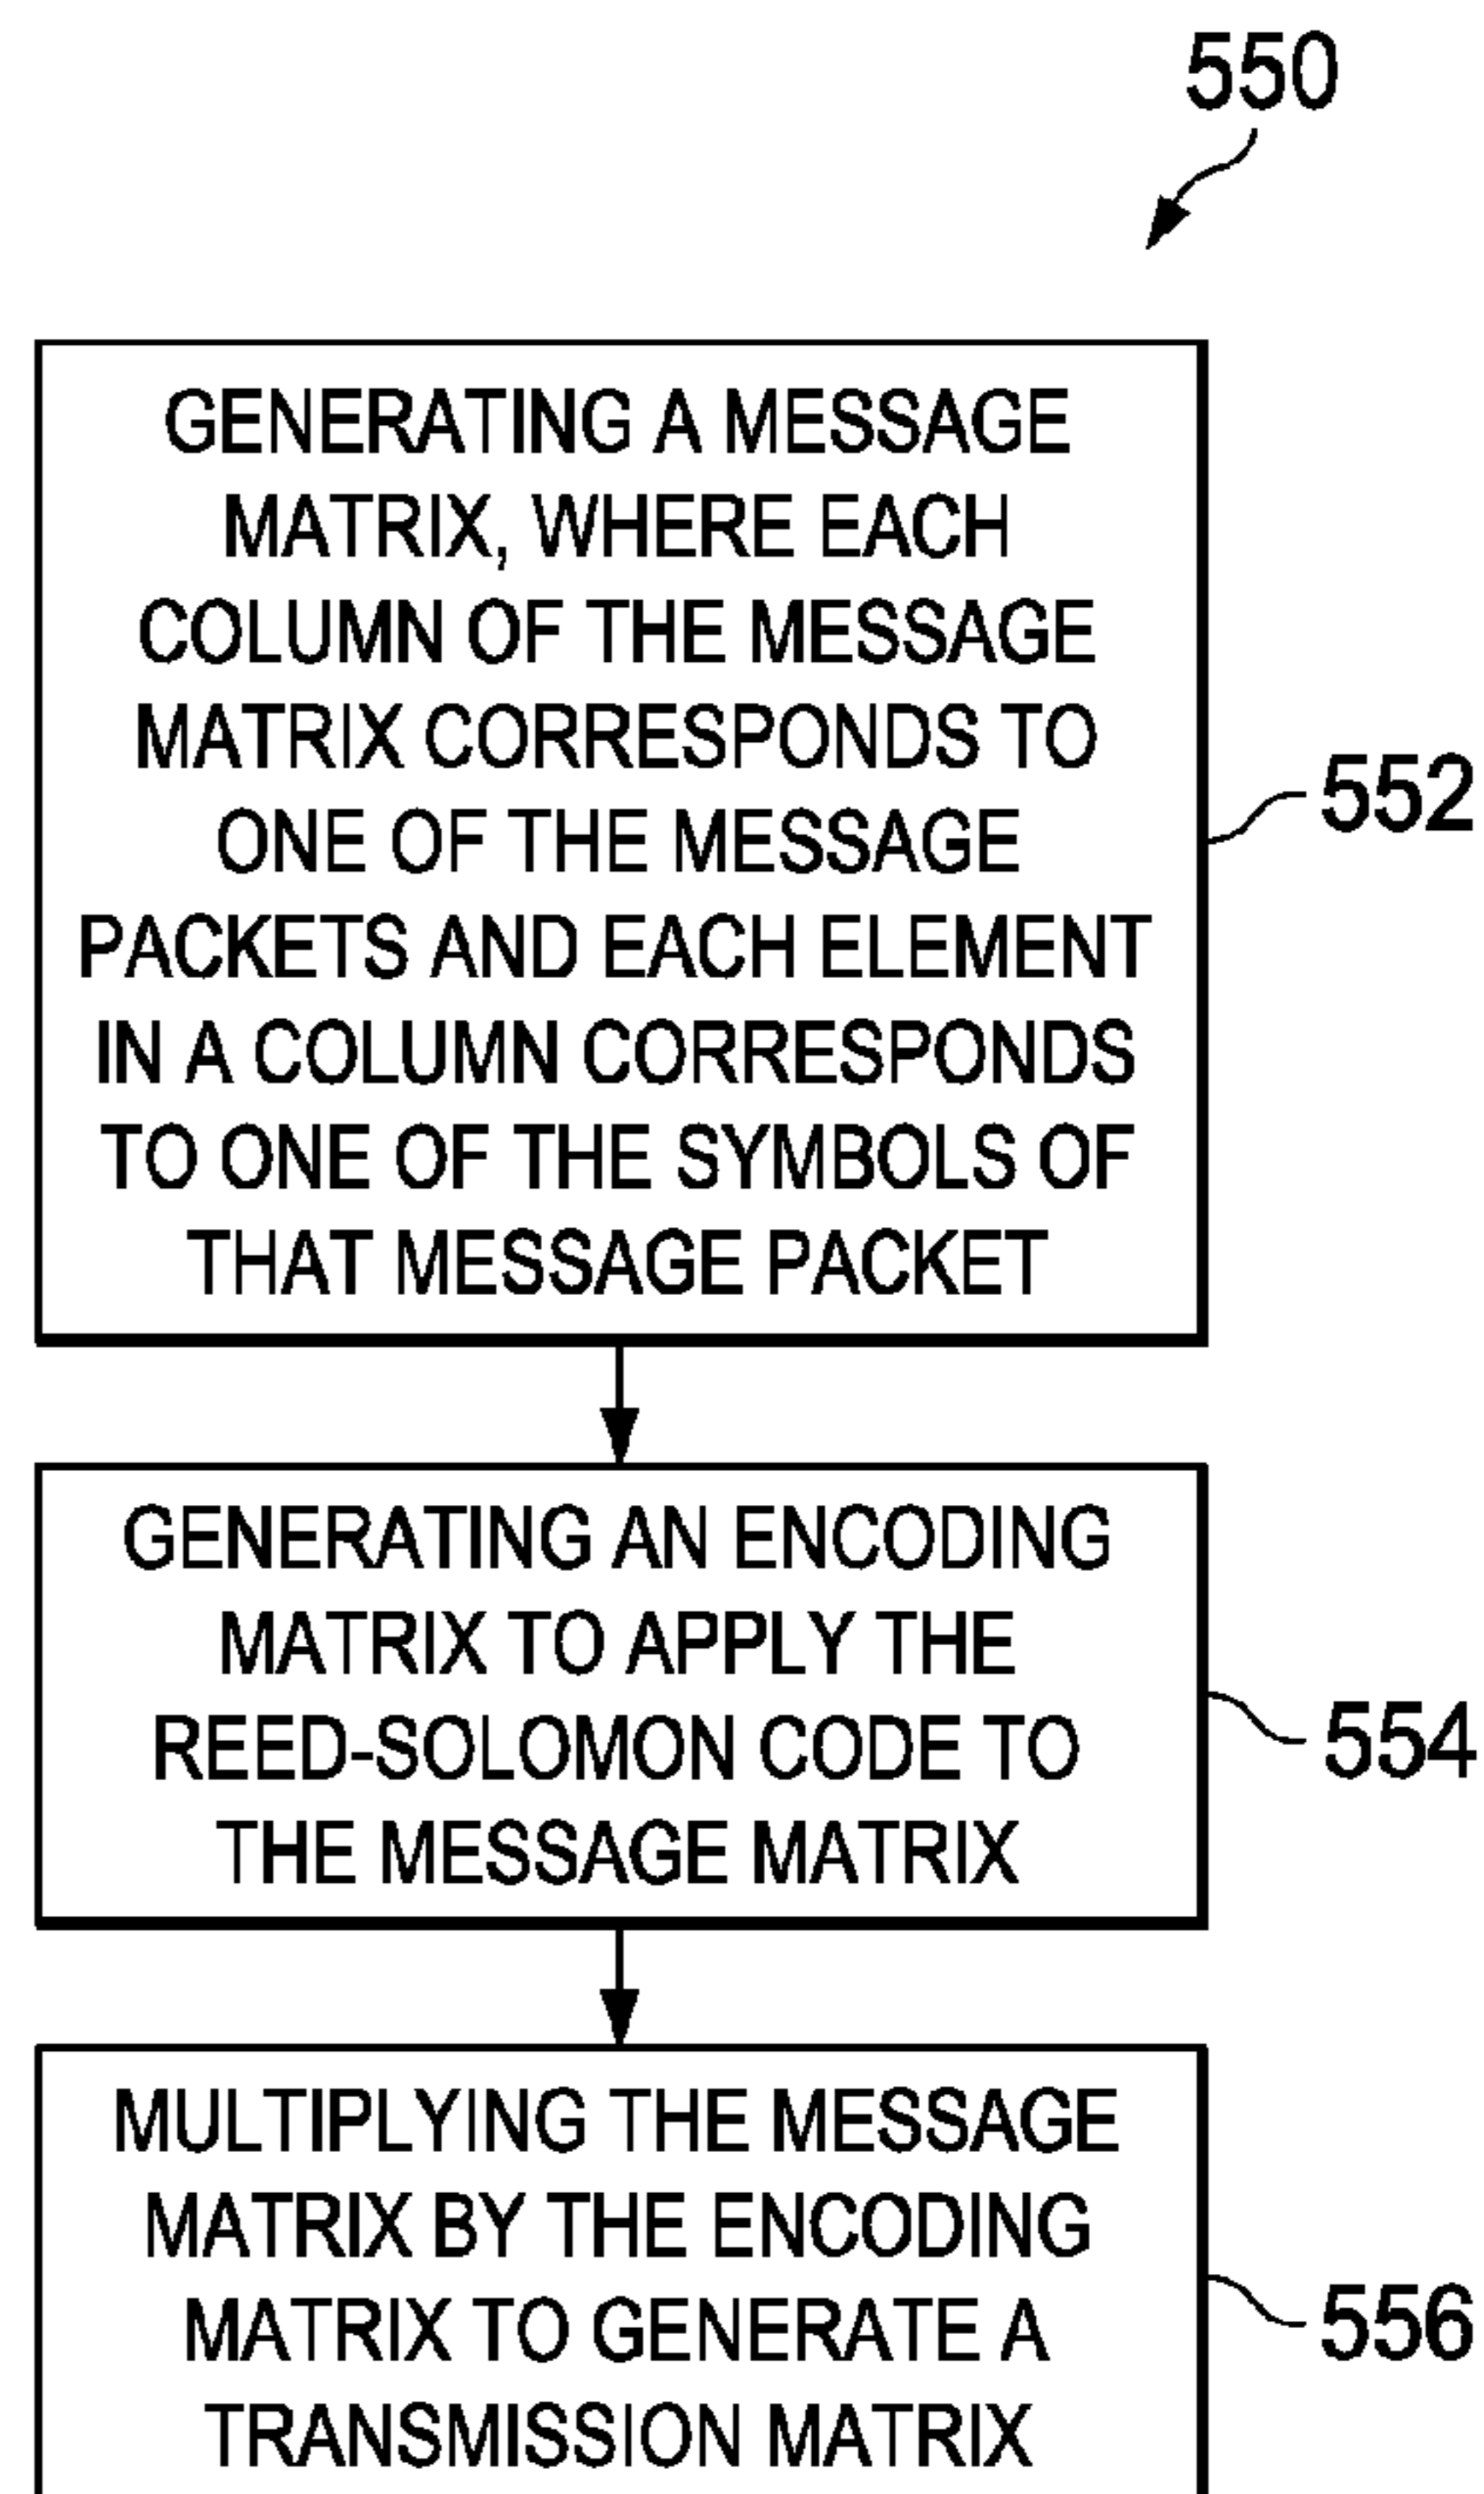 550
GENERATING A MESSAGE
MATRIX, WHERE EACH
COLUMN OF THE MESSAGE
MATRIX CORRESPONDS TO
ONE OF THE MESSAGE
PACKETS AND EACH ELEMENT
IN A COLUMN CORRESPONDS
TO ONE OF THE SYMBOLS OF
THAT MESSAGE PACKET
552
GENERATING AN ENCODING
MATRIX TO APPLY THE
REED-SOLOMON CODE TO
THE MESSAGE MATRIX
554
MULTIPLYING THE MESSAGE
MATRIX BY THE ENCODING
MATRIX TO GENERATE A
TRANSMISSION MATRIX
556